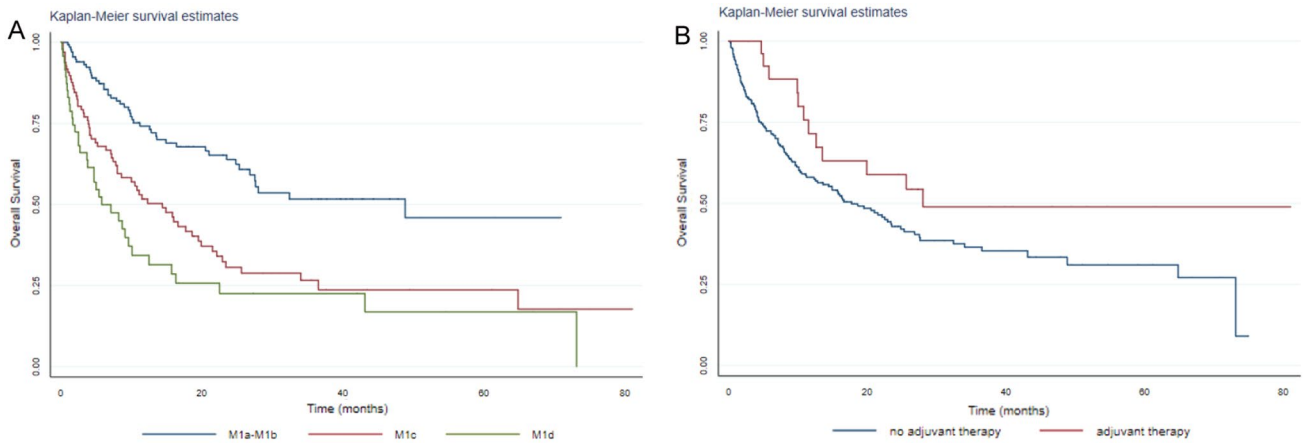 A
Kaplan-Meier survival estimates
Overall Survival
1.00
0.75
0.50
0.25
0.00
0 20 40 60 80
Time (months)
M1a-M1b M1c M1d
B
Kaplan-Meier survival estimates
Overall Survival
1.00
0.75
0.50
0.25
0.00
0 20 40 60 80
Time (months)
no adjuvant therapy adjuvant therapy